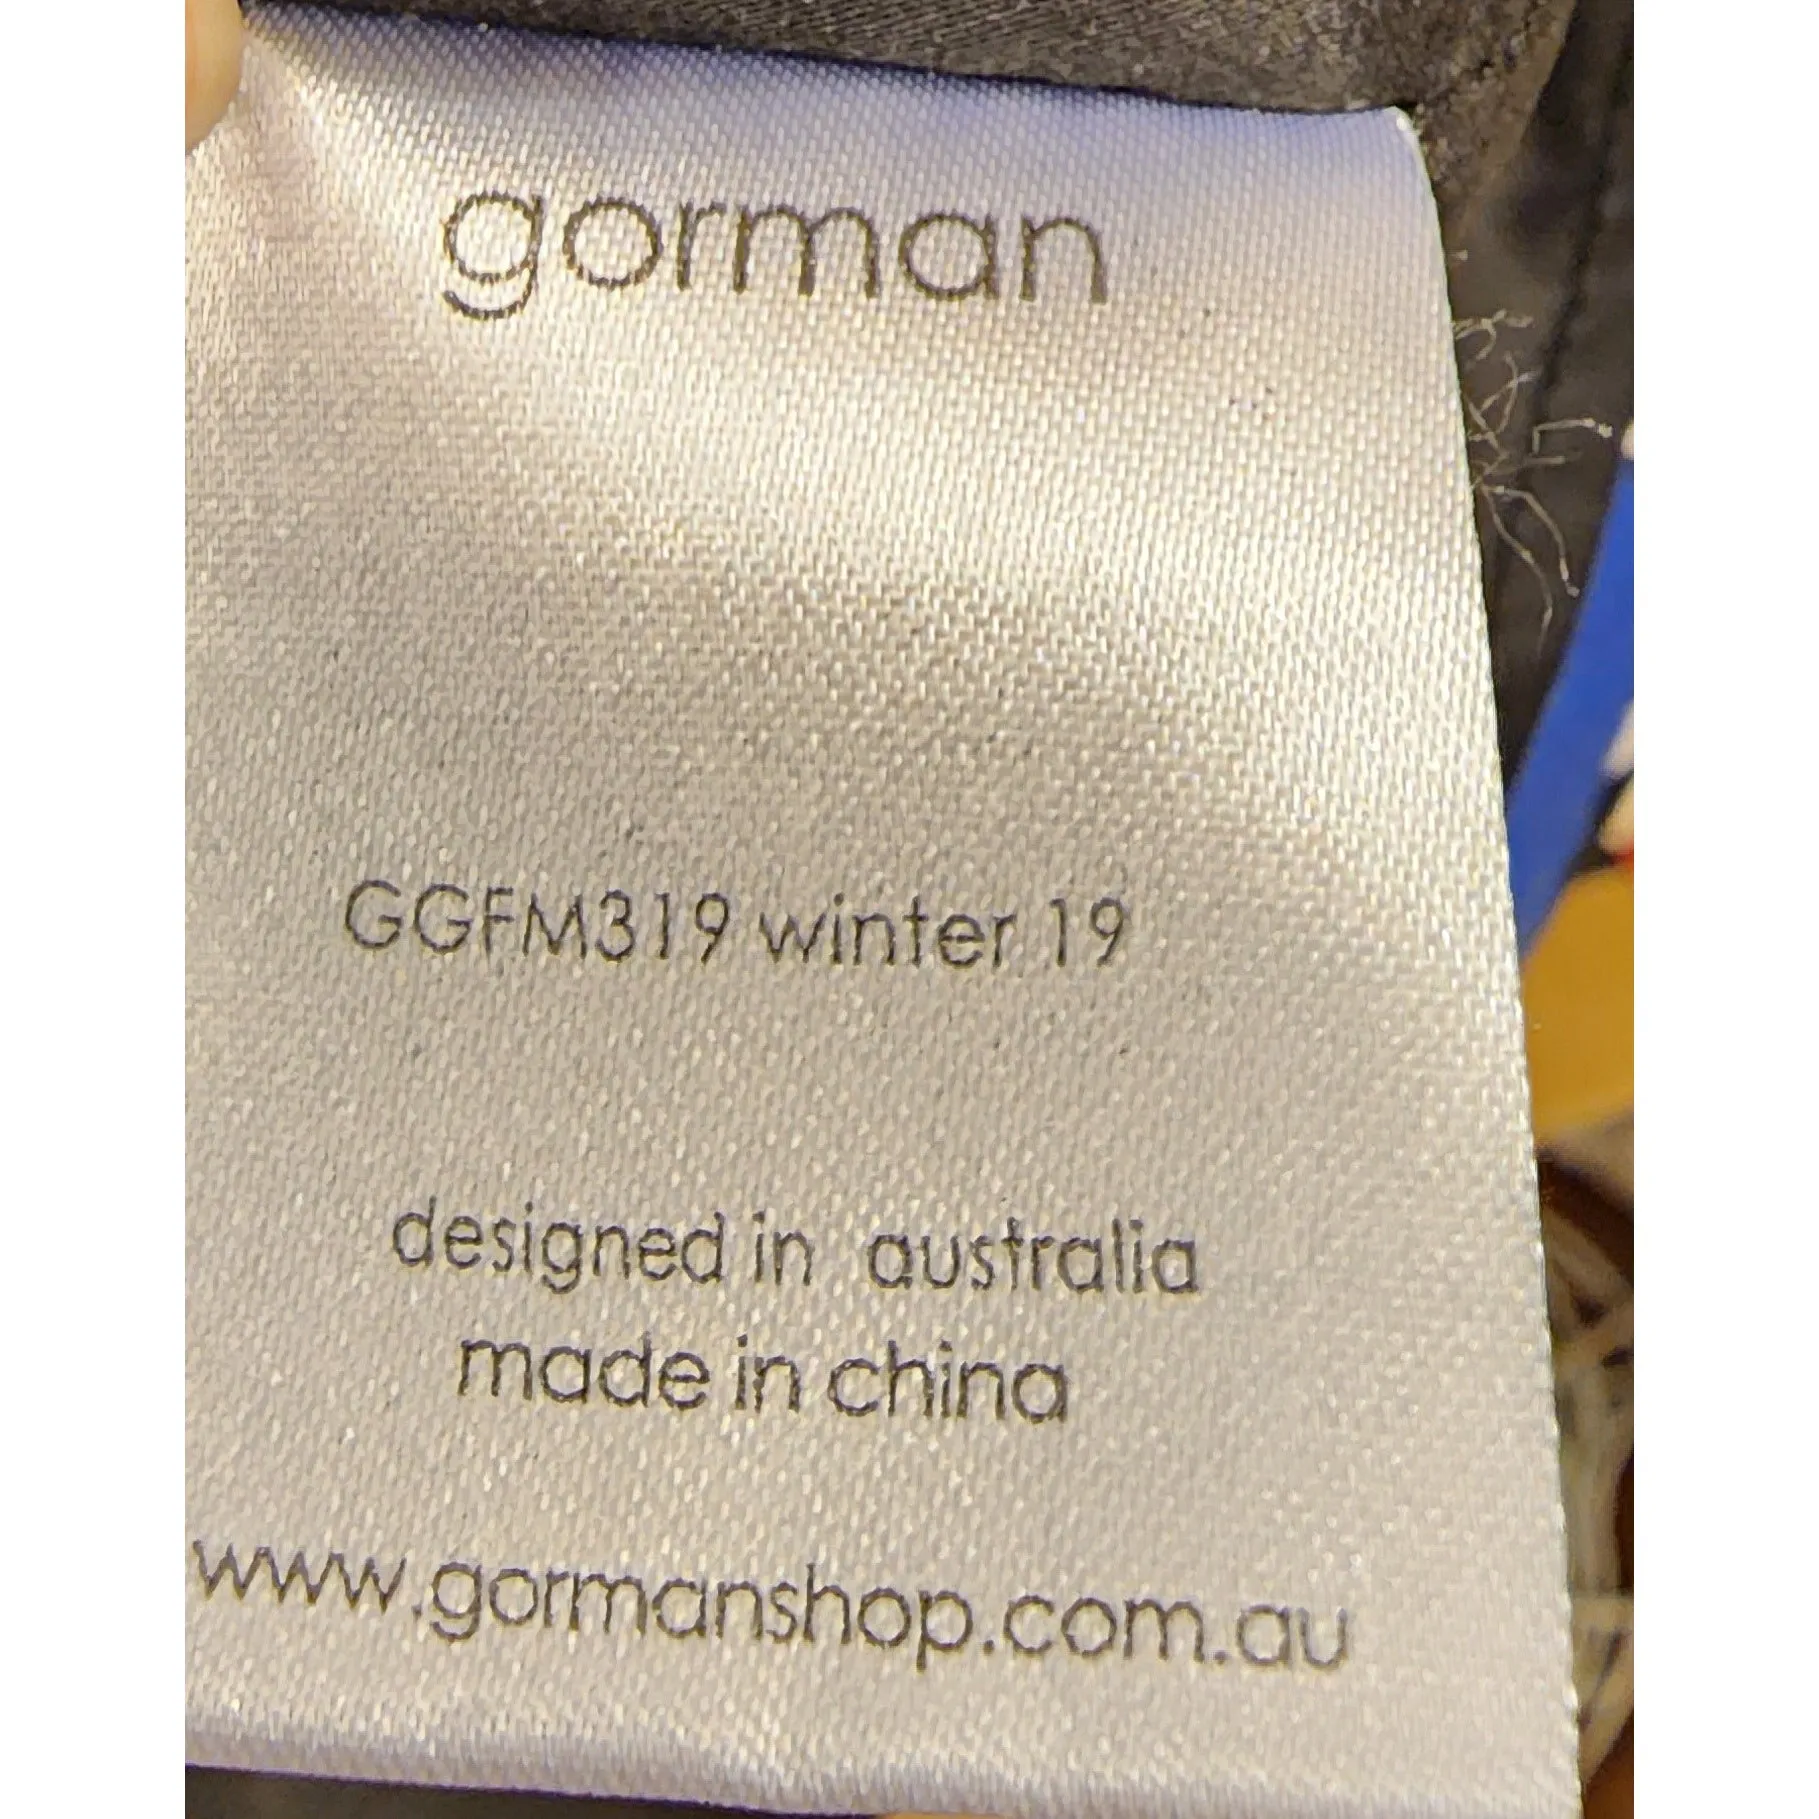 gorman
GGFM319 winter 19
designed in australia
made in china
www.gormanshop.com.au